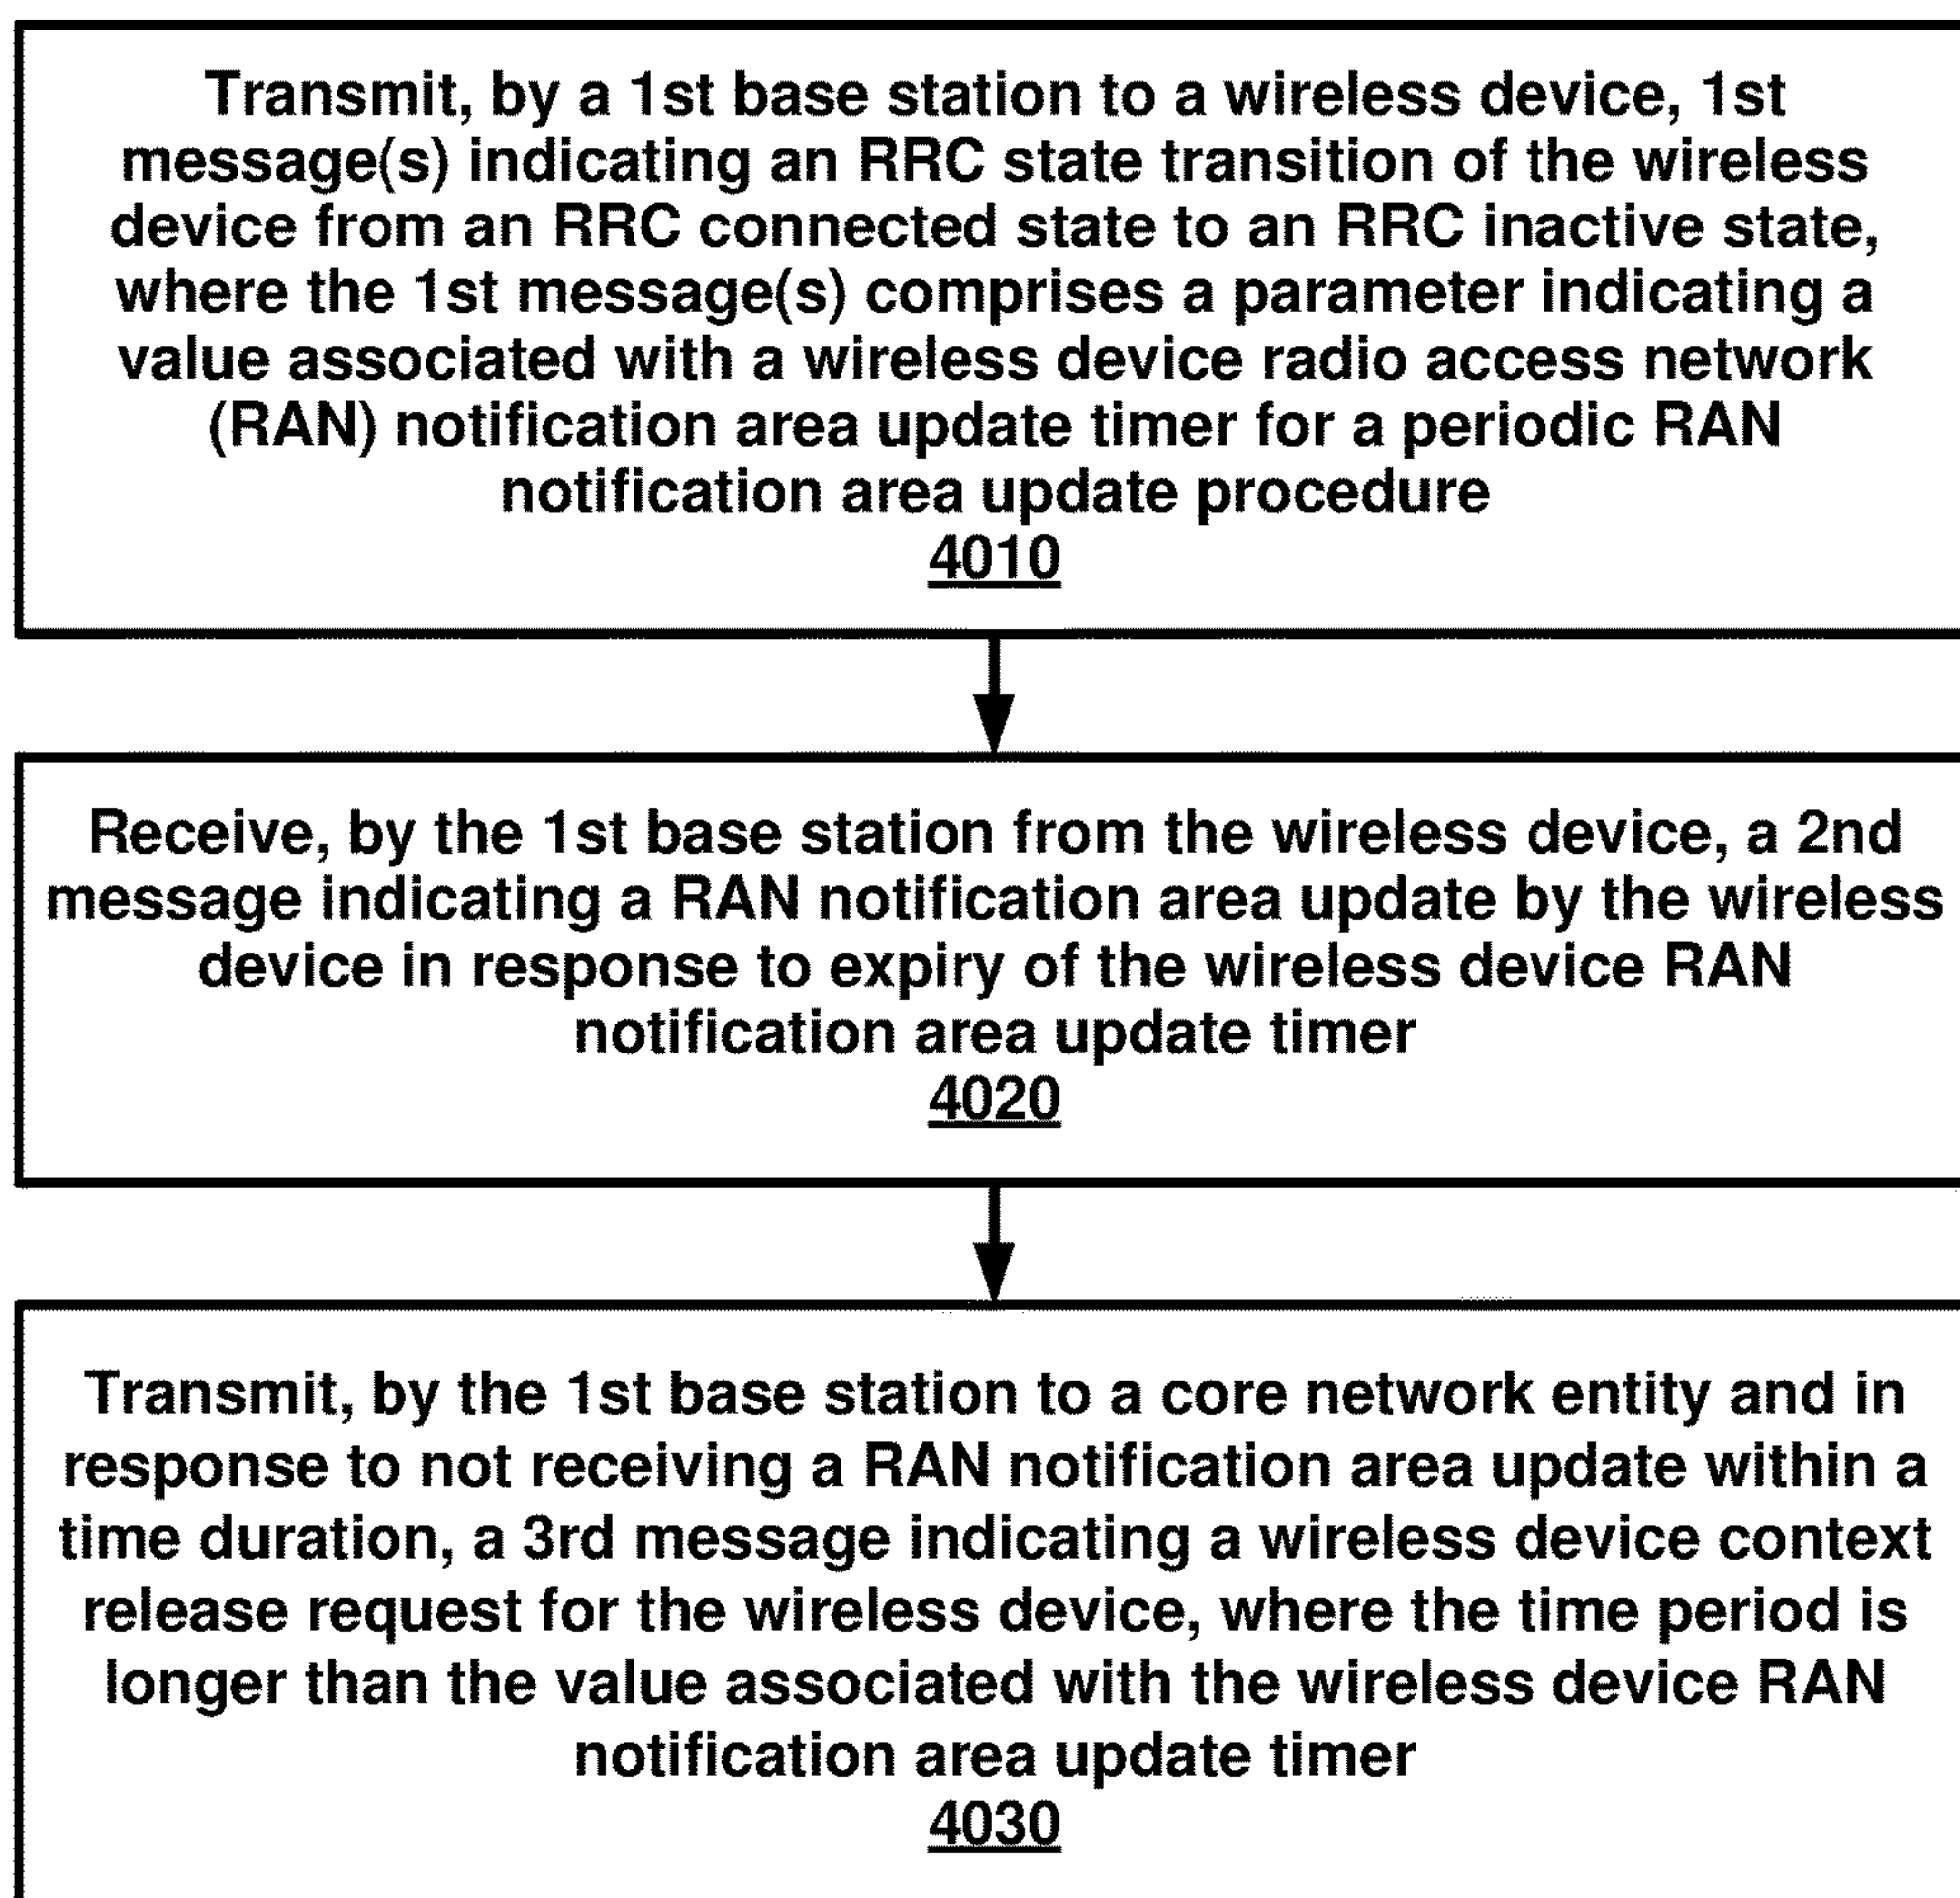 Transmit, by a 1st base station to a wireless device, 1st
message(s) indicating an RRC state transition of the wireless
device from an RRC connected state to an RRC inactive state,
where the 1st message(s) comprises a parameter indicating a
value associated with a wireless device radio access network
(RAN) notification area update timer for a periodic RAN
notification area update procedure
4010
Receive, by the 1st base station from the wireless device, a 2nd
message indicating a RAN notification area update by the wireless
device in response to expiry of the wireless device RAN
notification area update timer
4020
Transmit, by the 1st base station to a core network entity and in
response to not receiving a RAN notification area update within a
time duration, a 3rd message indicating a wireless device context
release request for the wireless device, where the time period is
longer than the value associated with the wireless device RAN
notification area update timer
4030